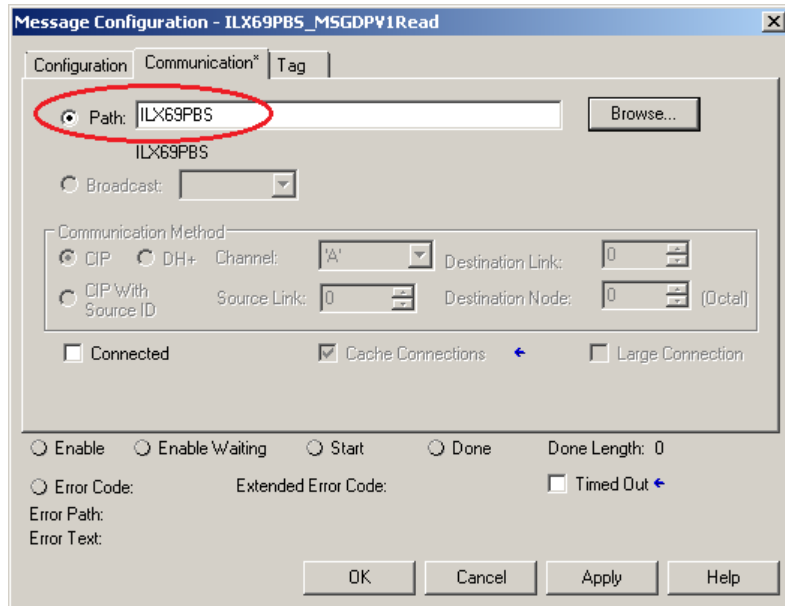 Message Configuration - ILX69PBS_MSGDPV1Read
Configuration Communication* Tag
Path: ILX69PBS Browse...
ILX69PBS
Broadcast:
Communication Method
CIP DH+ Channel: 'A' Destination Link: 0
CIP With Source ID Source Link: 0 Destination Node: 0 (Octal)
Connected Cache Connections Large Connection
Enable Enable Waiting Start Done Done Length: 0
Error Code: Extended Error Code: Timed Out
Error Path:
Error Text:
OK Cancel Apply Help